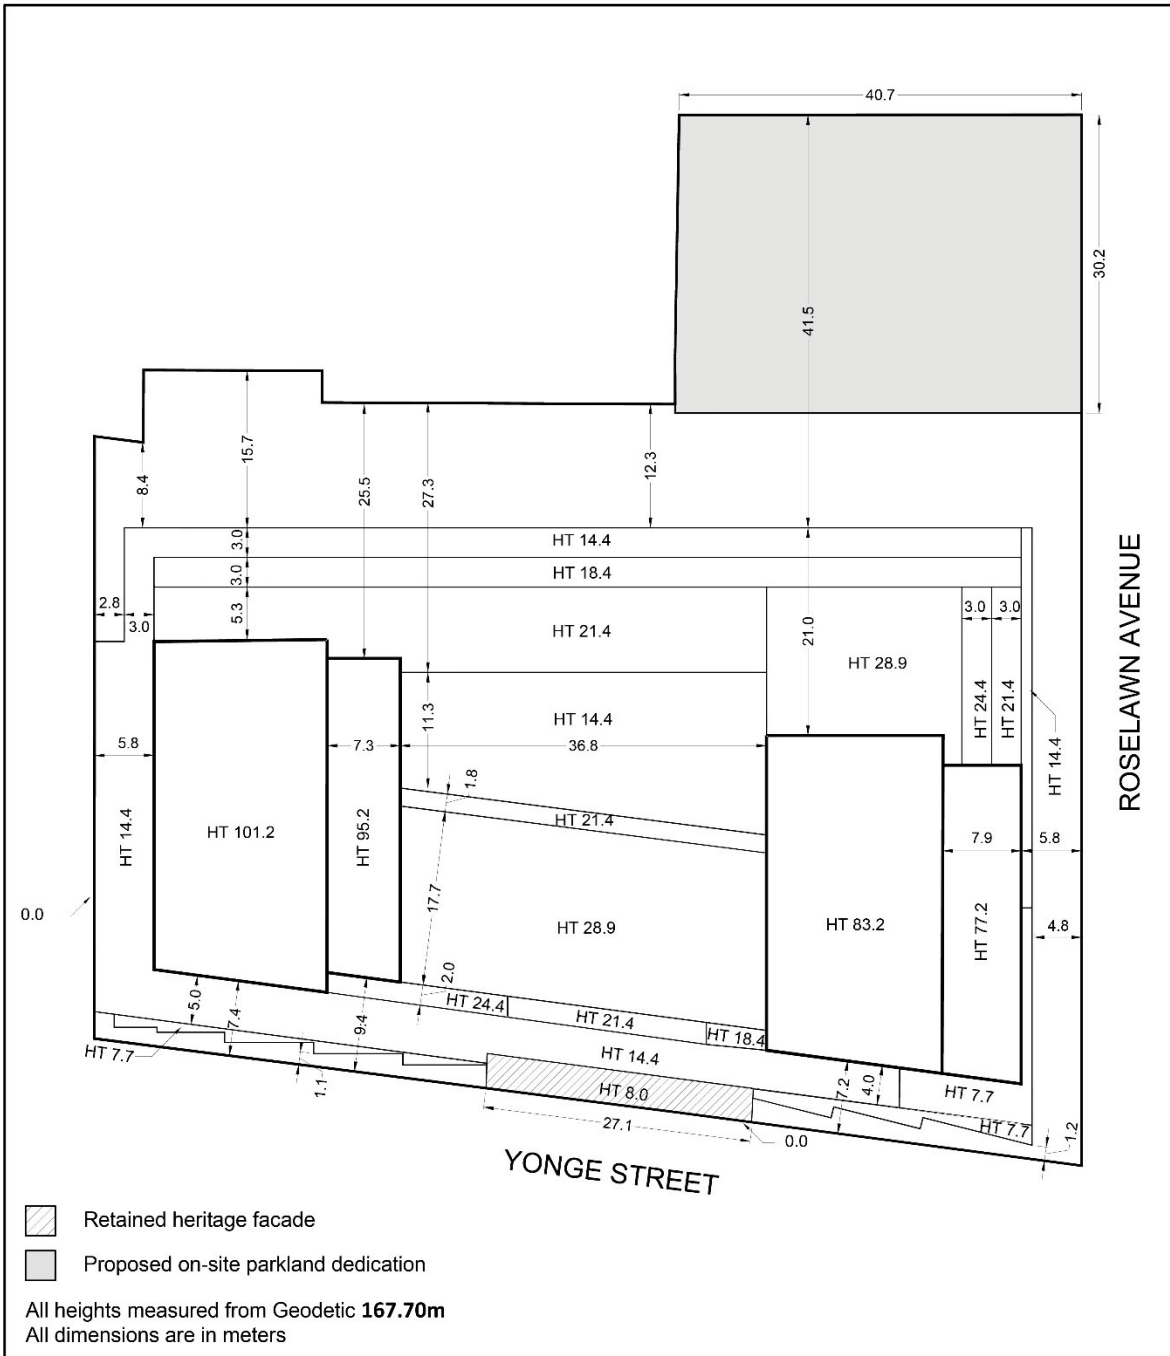 40.7
30.2
41.5
15.7
8.4
25.5
27.3
12.3
3.0
HT 14.4
3.0
HT 18.4
2.8
3.0
5.3
HT 21.4
21.0
HT 28.9
3.0
3.0
HT 24.4
HT 21.4
HT 14.4
ROSELAWN AVENUE
11.3
HT 14.4
5.8
7.3
36.8
1.8
HT 21.4
HT 14.4
HT 101.2
HT 95.2
7.9
5.8
17.7
HT 28.9
HT 83.2
HT 77.2
4.8
0.0
2.0
5.0
7.4
9.4
HT 24.4
HT 21.4
HT 18.4
HT 7.7
1.1
HT 14.4
HT 8.0
27.1
7.2
4.0
HT 7.7
HT 7.7
1.2
0.0
YONGE STREET
Retained heritage facade
Proposed on-site parkland dedication
All heights measured from Geodetic 167.70m
All dimensions are in meters